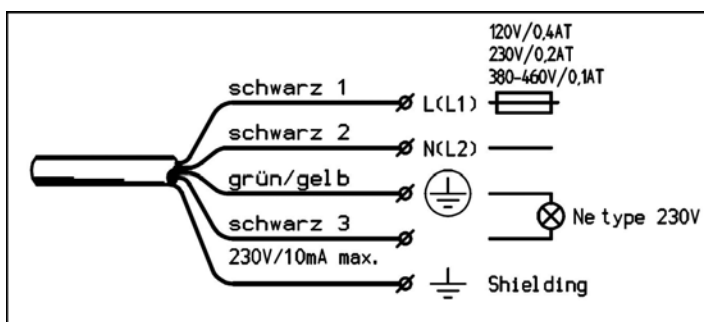 120V/0,4AT
230V/0,2AT
380-460V/0,1AT
schwarz 1 L(L1)
schwarz 2 N(L2)
grün/gelb
Ne type 230V
schwarz 3
230V/10mA max.
Shielding